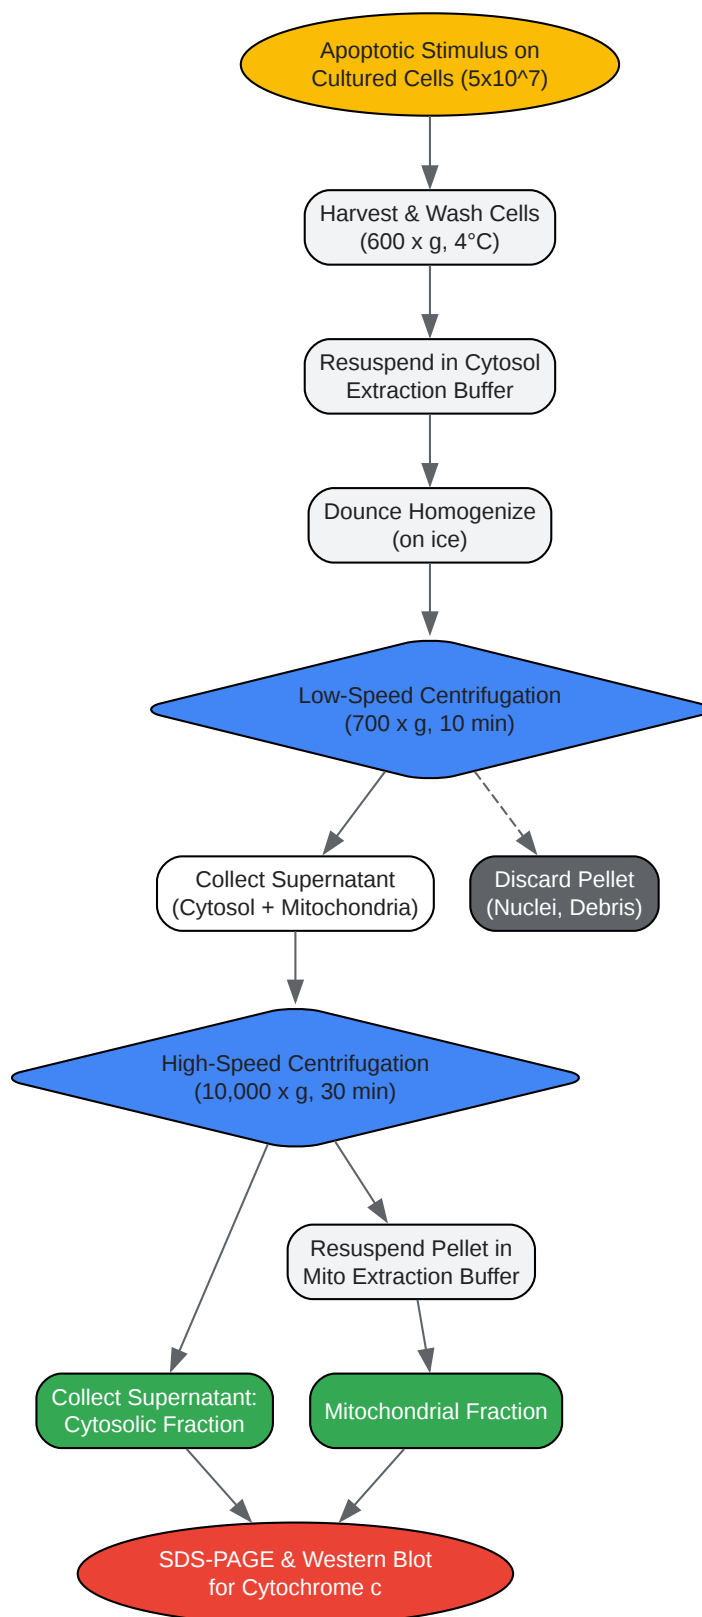 Apoptotic Stimulus on
Cultured Cells (5x10^7)
Harvest & Wash Cells
(600 x g, 4°C)
Resuspend in Cytosol
Extraction Buffer
Dounce Homogenize
(on ice)
Low-Speed Centrifugation
(700 x g, 10 min)
Collect Supernatant
(Cytosol + Mitochondria)
Discard Pellet
(Nuclei, Debris)
High-Speed Centrifugation
(10,000 x g, 30 min)
Resuspend Pellet in
Mito Extraction Buffer
Collect Supernatant:
Cytosolic Fraction
Mitochondrial Fraction
SDS-PAGE & Western Blot
for Cytochrome c